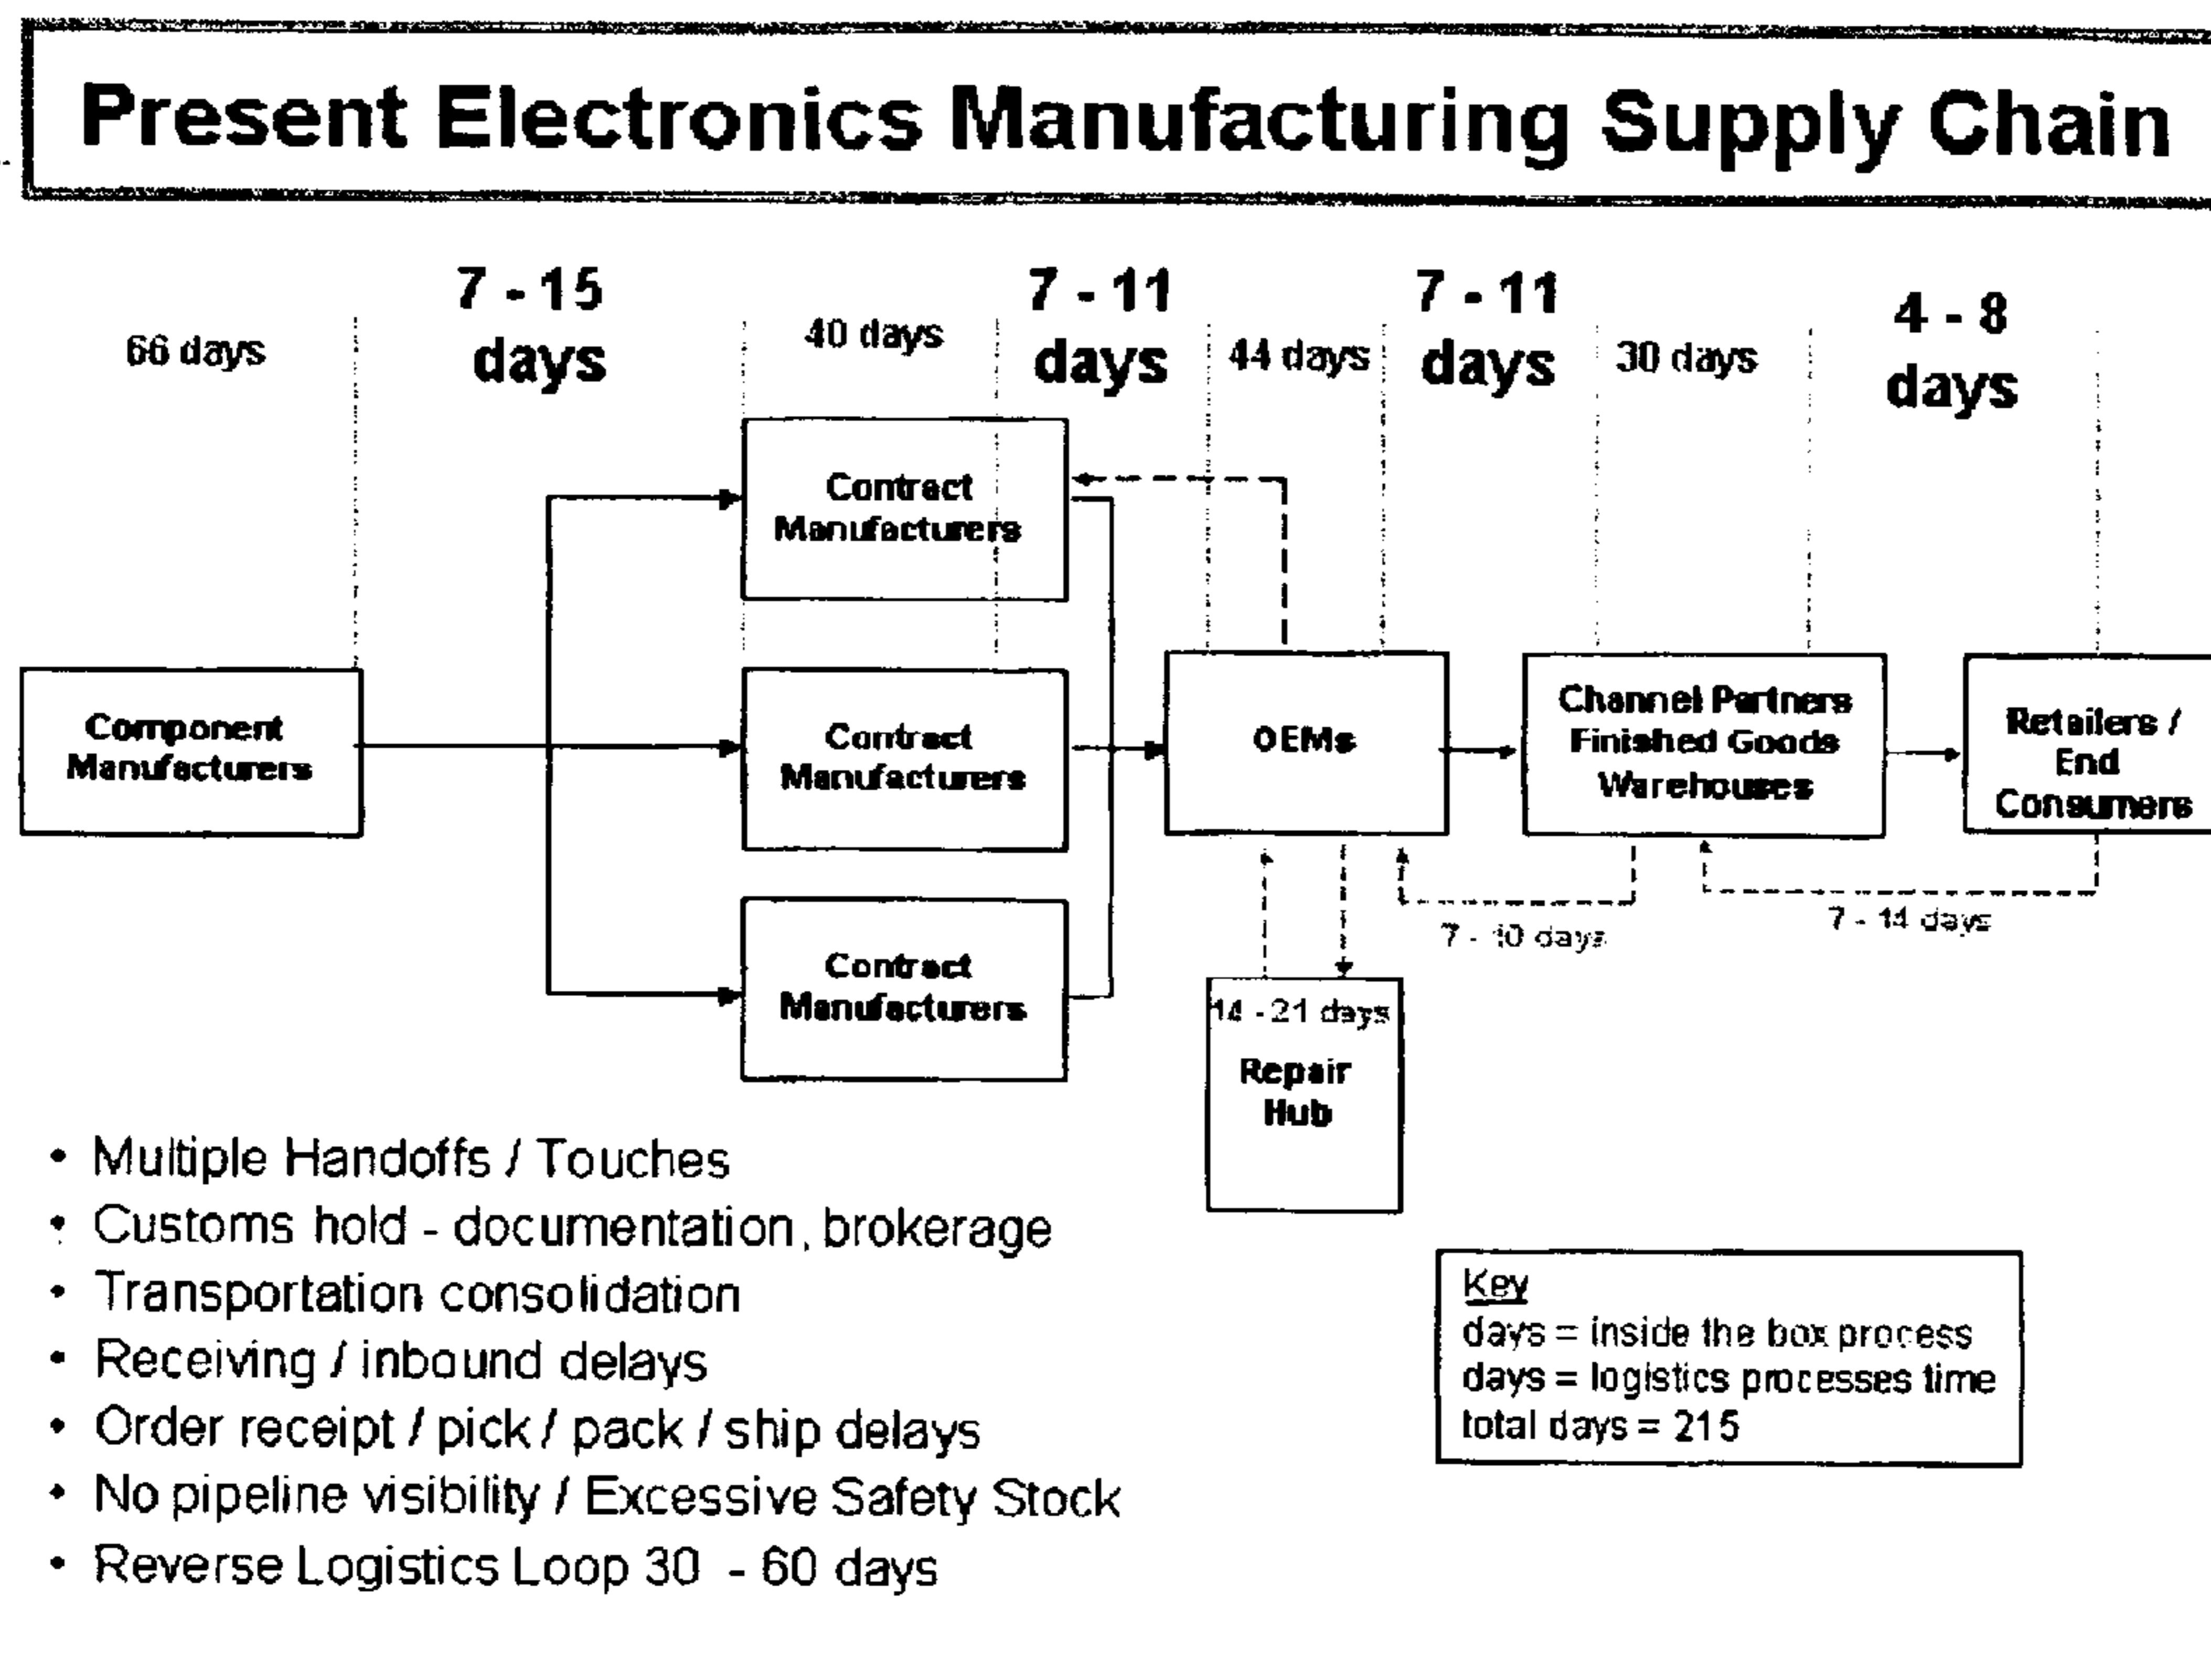 Present Electronics Manufacturing Supply Chain
66 days
7 - 15
days
40 days
7 - 11
days
44 days
7 - 11
days
30 days
4 - 8
days
Contract
Manufacturers
Component
Manufacturers
Contract
Manufacturers
OEMs
Channel Partners
Finished Goods
Warehouses
Retailers /
End
Consumers
7 - 10 days
7 - 14 days
Contract
Manufacturers
14 - 21 days
Repair
Hub
• Multiple Handoffs / Touches
• Customs hold - documentation, brokerage
• Transportation consolidation
• Receiving / inbound delays
• Order receipt / pick / pack / ship delays
• No pipeline visibility / Excessive Safety Stock
• Reverse Logistics Loop 30 - 60 days
Key
days = inside the box process
days = logistics processes time
total days = 215